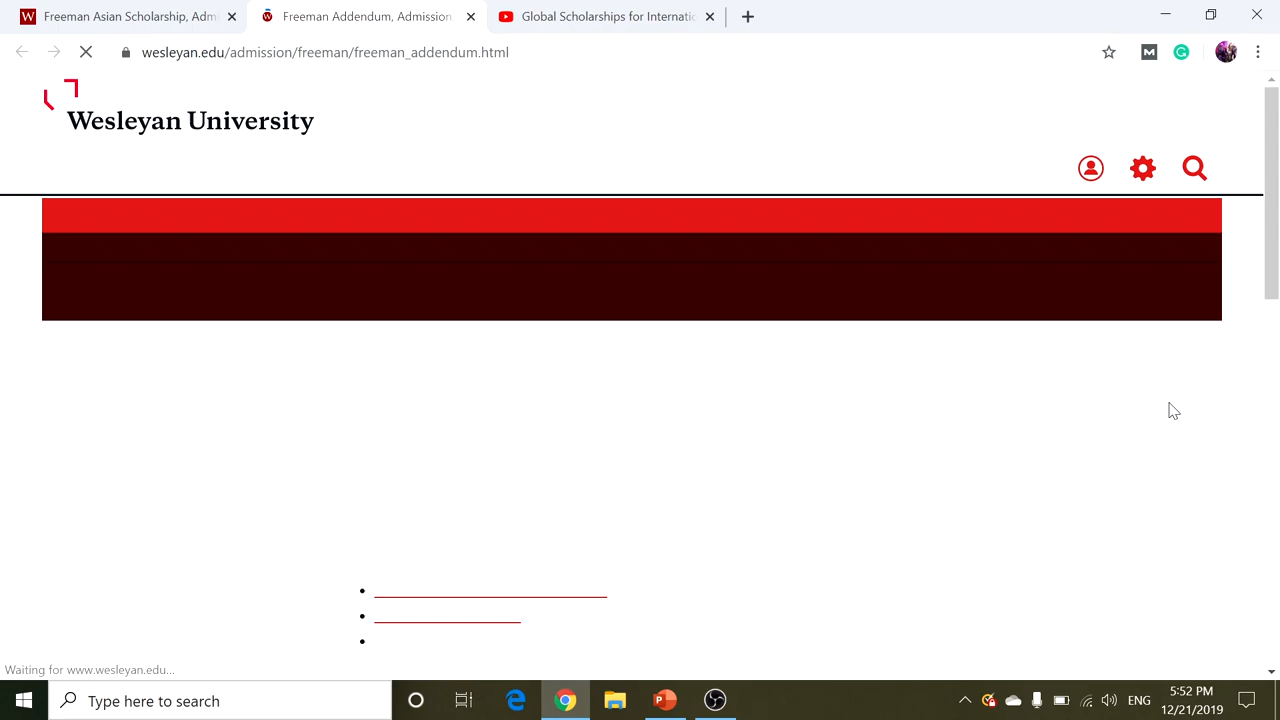 Freeman Asian Scholarship, Admi
Freeman Addendum, Admission
Global Scholarships for Internatio
wesleyan.edu/admission/freeman/freeman_addendum.html
Wesleyan University
Waiting for www.wesleyan.edu...
Type here to search
ENG
5:52 PM
12/21/2019